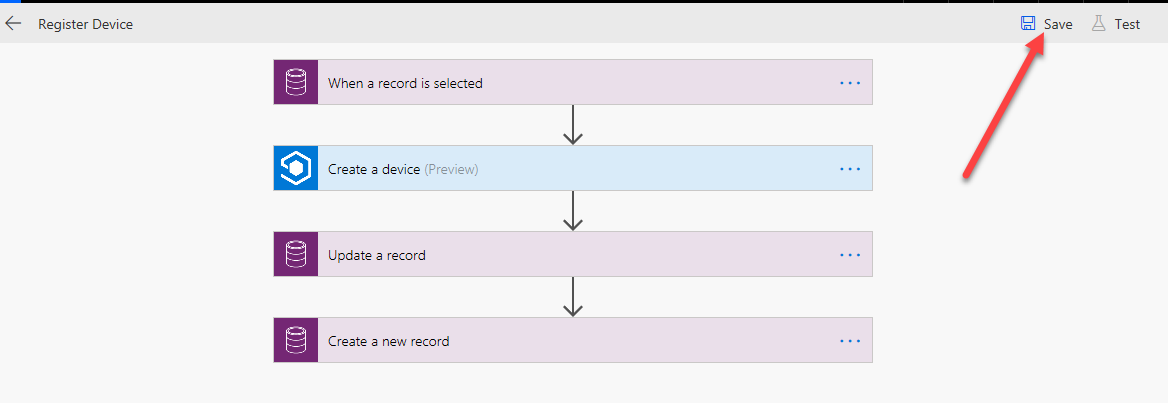 Register Device
Save
Test
When a record is selected
Create a device (Preview)
Update a record
Create a new record